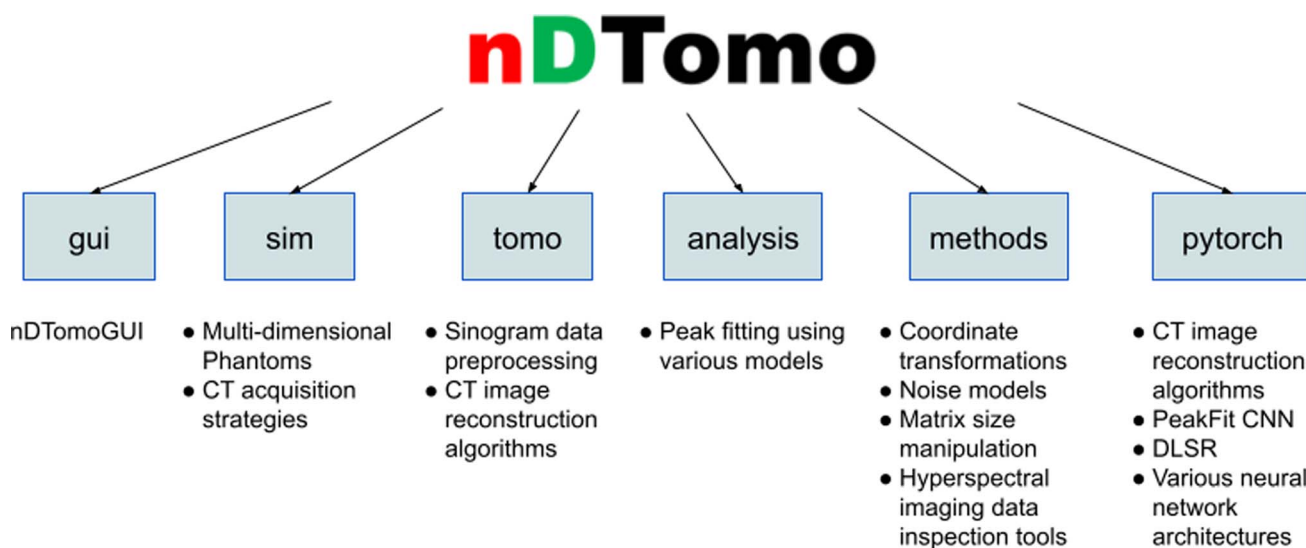 nDTomo
gui
sim
tomo
analysis
methods
pytorch
nDTomoGUI
● Multi-dimensional
Phantoms
● CT acquisition
strategies
● Sinogram data
preprocessing
● CT image
reconstruction
algorithms
● Peak fitting using
various models
● Coordinate
transformations
● Noise models
● Matrix size
manipulation
● Hyperspectral
imaging data
inspection tools
● CT image
reconstruction
algorithms
● PeakFit CNN
● DLSR
● Various neural
network
architectures